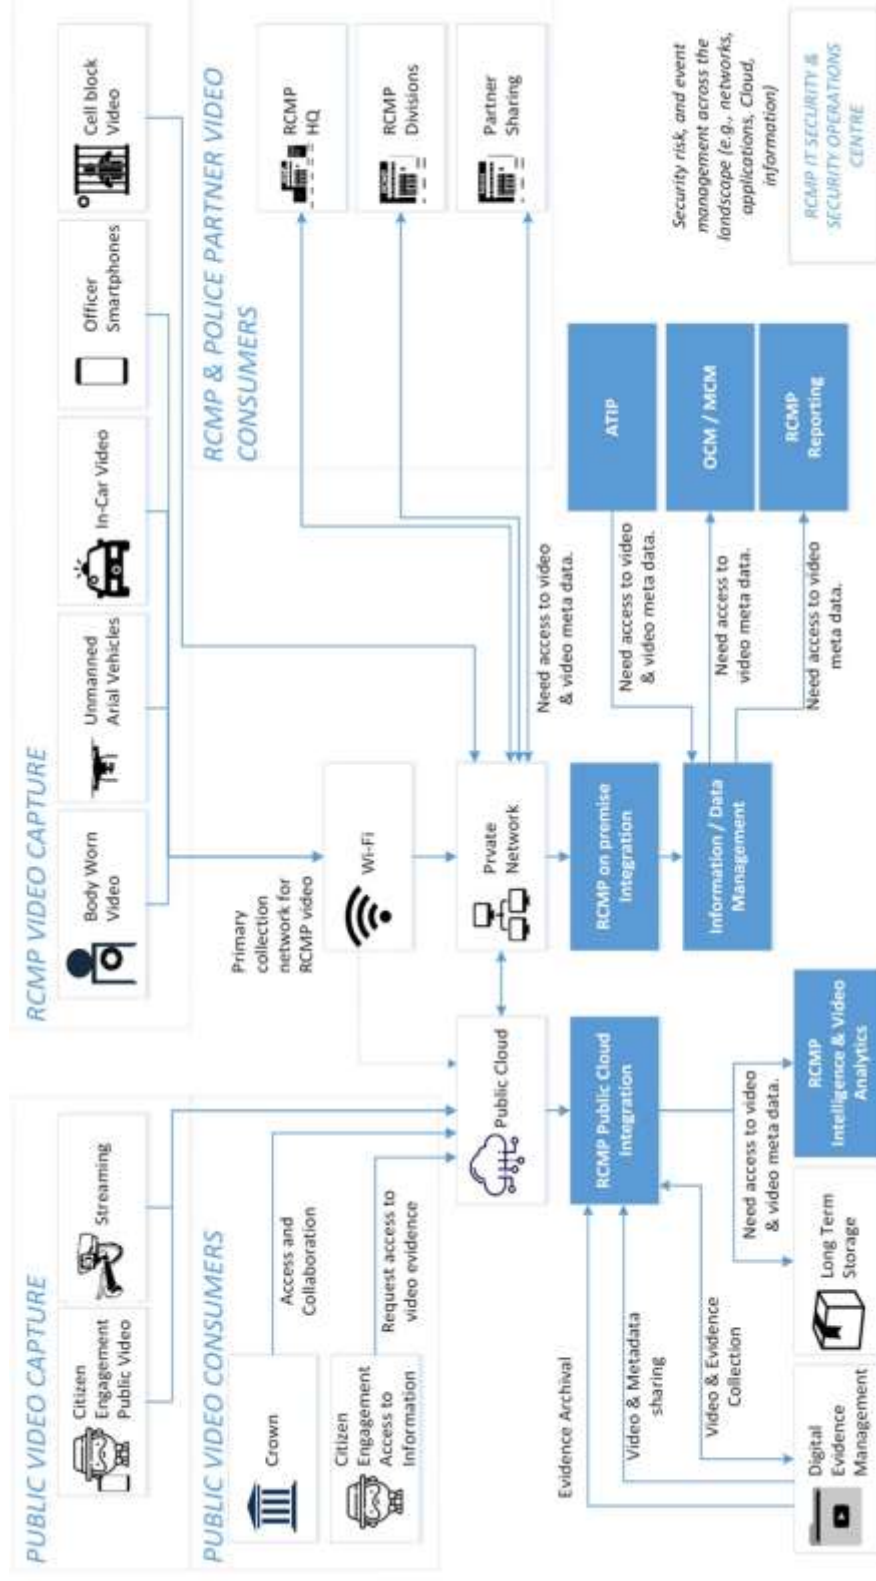 PUBLIC VIDEO CAPTURE
Citizen
Engagement
Public Video
Streaming
RCMP VIDEO CAPTURE
Body Worn
Video
Unmanned
Arial Vehicles
In-Car Video
Officer
Smartphones
Cell block
Video
PUBLIC VIDEO CONSUMERS
Crown
Access and
Collaboration
Citizen
Engagement
Access to
Information
Request access to
video evidence
Primary
collection
network for
RCMP video
Wi-Fi
RCMP & POLICE PARTNER VIDEO
CONSUMERS
RCMP
HQ
RCMP
Divisions
Partner
Sharing
Public Cloud
Prvate
Network
Need access to video
& video meta data.
Evidence Archival
Video & Metadata
sharing
Video & Evidence
Collection
RCMP Public Cloud
Integration
RCMP on premise
Integration
Need access to video
& video meta data.
ATIP
Information / Data
Management
Need access to
video meta data.
OCM / MCM
Need access to video
meta data.
RCMP
Reporting
Need access to video
& video meta data.
Digital
Evidence
Management
Long Term
Storage
RCMP
Intelligence & Video
Analytics
Security risk, and event
management across the
landscape (e.g., networks,
applications, Cloud,
information)
RCMP IT SECURITY &
SECURITY OPERATIONS
CENTRE